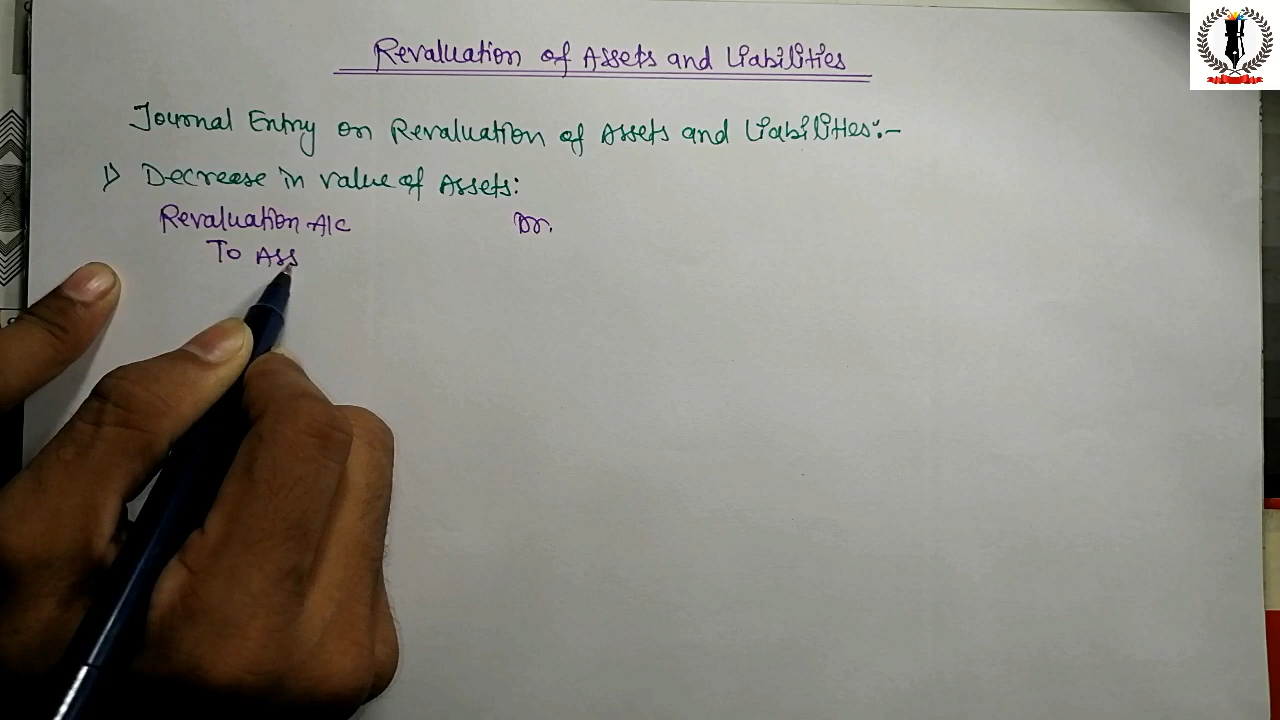 Revaluation of Assets and Liabilities
Journal Entry on Revaluation of Assets and Liabilities:-
1) Decrease in value of Assets:
Revaluation A/c Dr.
To Ass